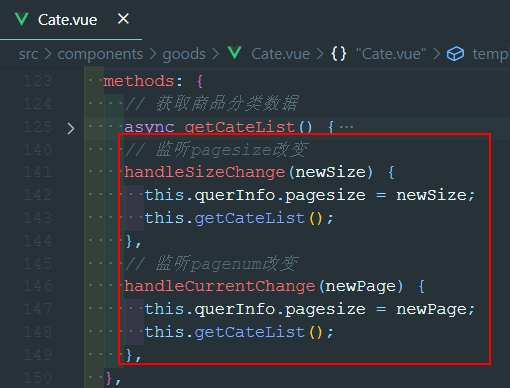 Cate.vue ×
src > components > goods > Cate.vue > {} "Cate.vue" > temp
123 methods: {
124 // 获取商品分类数据
125 async getCateList() { …
140 // 监听pagesize改变
141 handleSizeChange(newSize) {
142 this.querInfo.pagesize = newSize;
143 this.getCateList();
144 },
145 // 监听pagenum改变
146 handleCurrentChange(newPage) {
147 this.querInfo.pagesize = newPage;
148 this.getCateList();
149 },
150 },